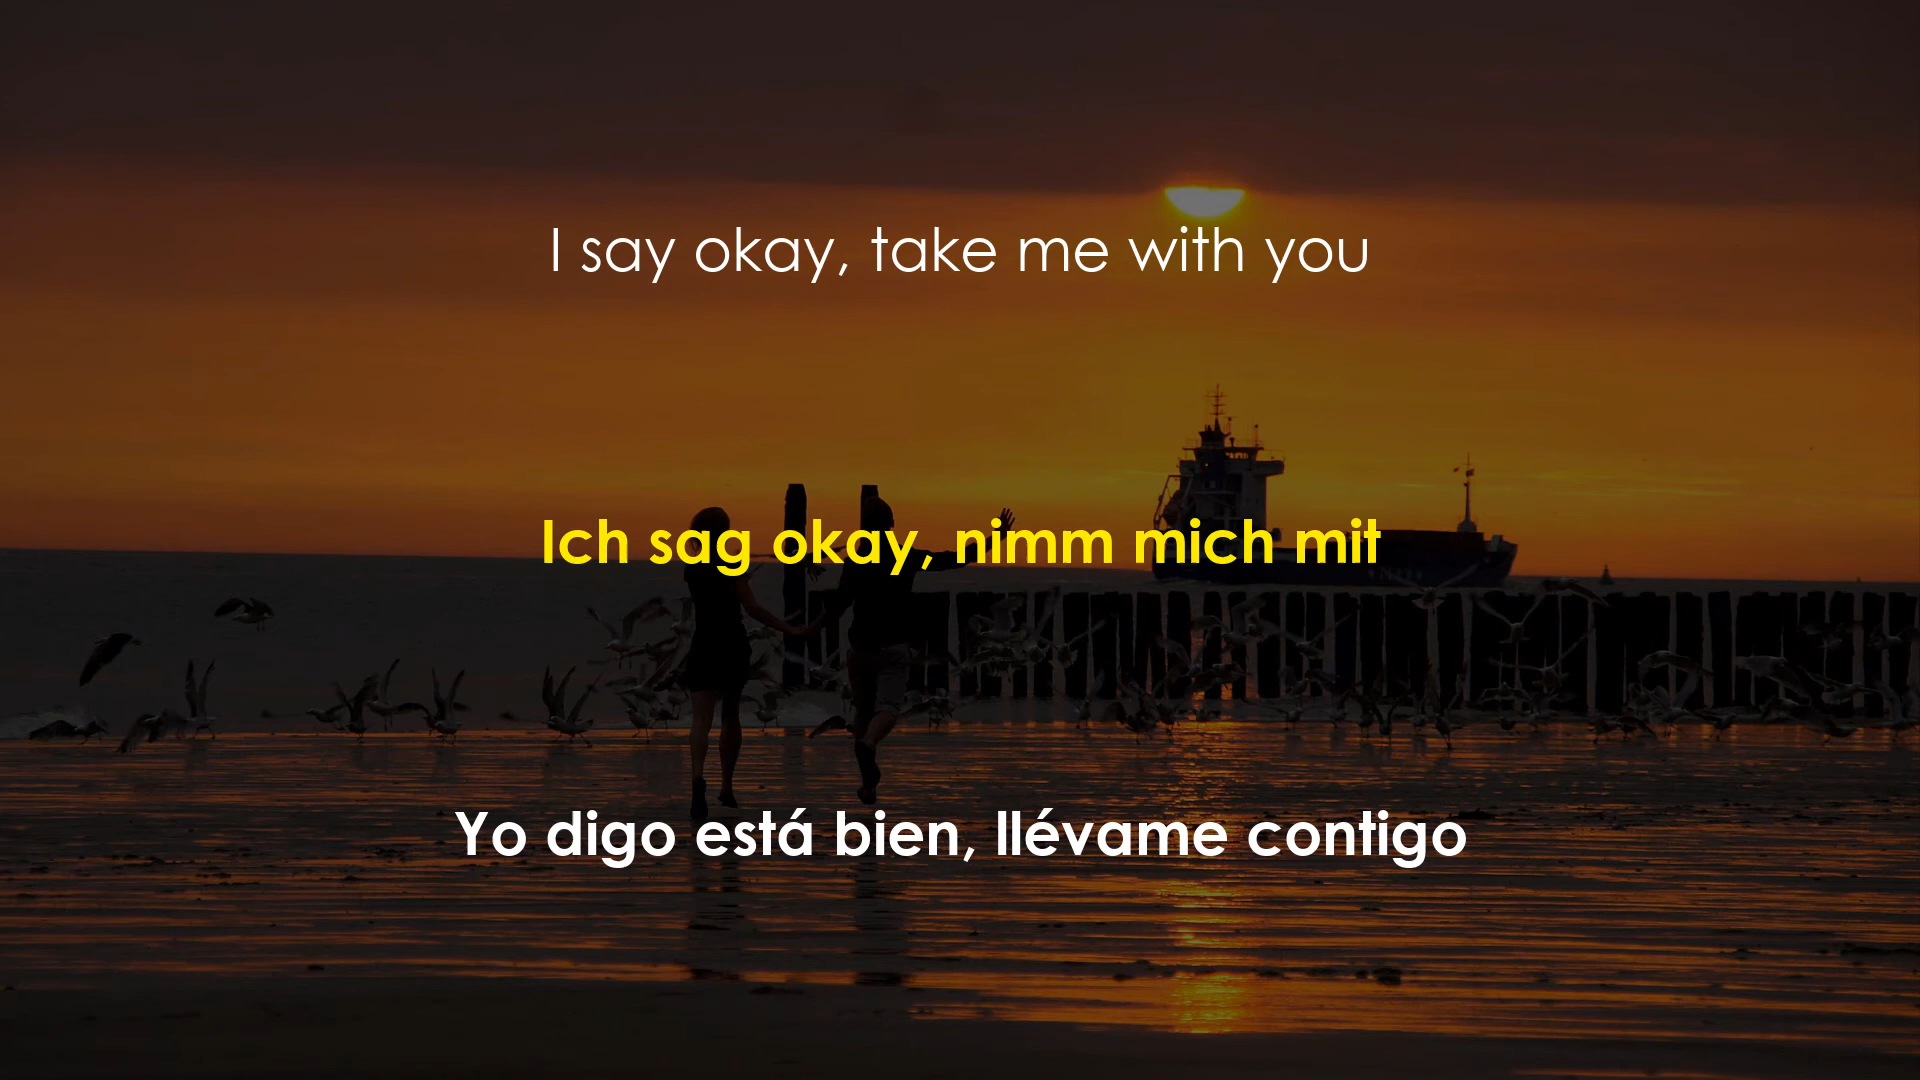 I say okay, take me with you
Ich sag okay, nimm mich mit
Yo digo está bien, llévame contigo